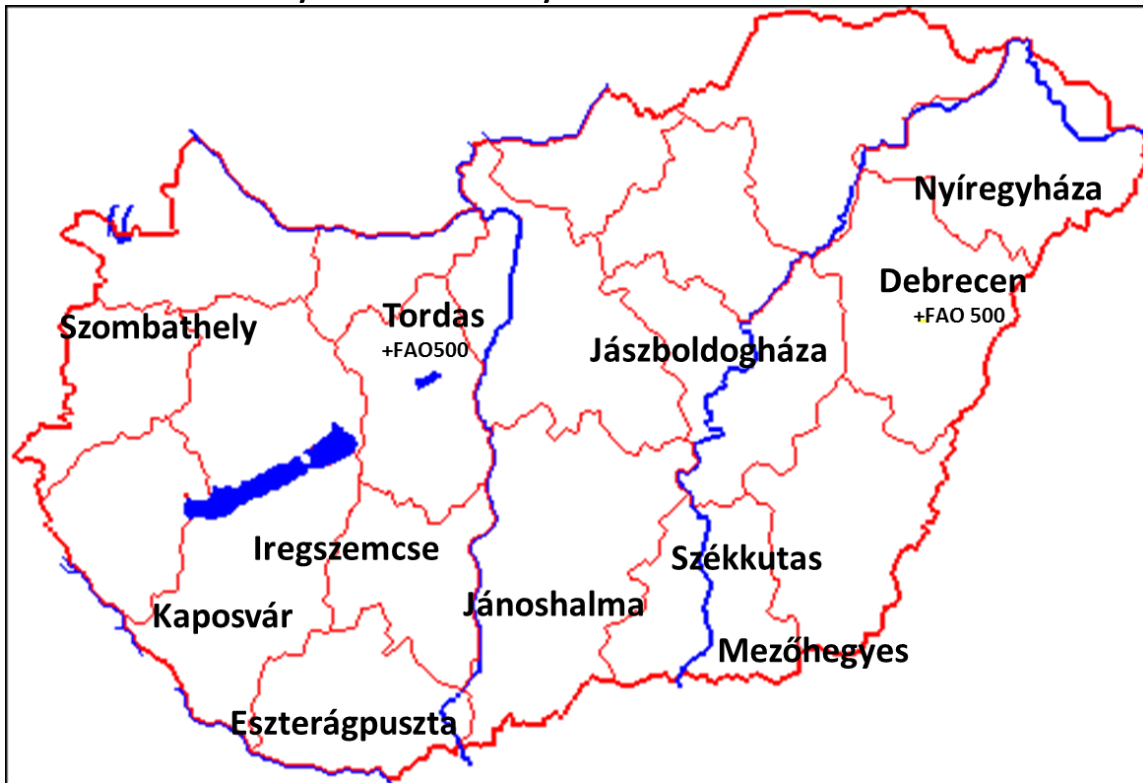 Nyíregyháza
Debrecen
+FAO 500
Szombathely
Tordas
+FAO500
Jászboldogháza
Iregszemcse
Székkutas
Kaposvár
Jánoshalma
Mezőhegyes
Eszterágpuszta